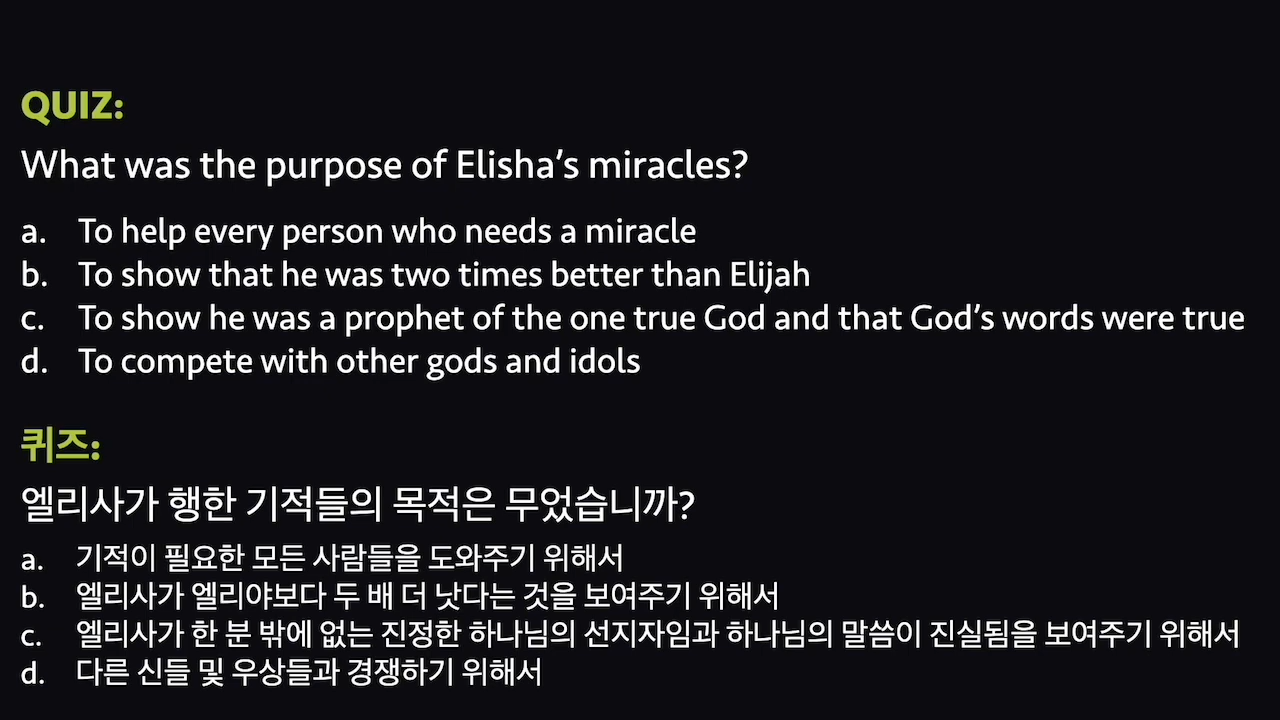 QUIZ:
What was the purpose of Elisha's miracles?
a. To help every person who needs a miracle
b. To show that he was two times better than Elijah
c. To show he was a prophet of the one true God and that God's words were true
d. To compete with other gods and idols
퀴즈:
엘리사가 행한 기적들의 목적은 무었습니까?
a. 기적이 필요한 모든 사람들을 도와주기 위해서
b. 엘리사가 엘리야보다 두 배 더 낫다는 것을 보여주기 위해서
c. 엘리사가 한 분 밖에 없는 진정한 하나님의 선지자임과 하나님의 말씀이 진실됨을 보여주기 위해서
d. 다른 신들 및 우상들과 경쟁하기 위해서